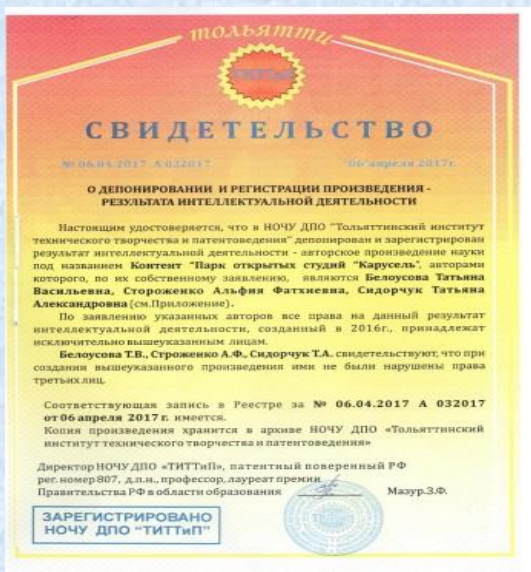 тольятти
ТИТТиП
СВИДЕТЕЛЬСТВО
№ 06.04.2017 А 032017 "06"апреля 2017г.
О ДЕПОНИРОВАНИИ И РЕГИСТРАЦИИ ПРОИЗВЕДЕНИЯ -
РЕЗУЛЬТАТА ИНТЕЛЛЕКТУАЛЬНОЙ ДЕЯТЕЛЬНОСТИ
Настоящим удостоверяется, что в НОЧУ ДПО "Тольяттинский институт
технического творчества и патентоведения" депонирован и зарегистрирован
результат интеллектуальной деятельности - авторское произведение науки
под названием Контент "Парк открытых студий "Карусель", авторами
которого, по их собственному заявлению, являются Белоусова Татьяна
Васильевна, Стороженко Альфия Фатхиевна, Сидорчук Татьяна
Александровна (см.Приложение).
По заявлению указанных авторов все права на данный результат
интеллектуальной деятельности, созданный в 2016г., принадлежат
исключительно вышеуказанным лицам.
Белоусова Т.В., Строженко А.Ф., Сидорчук Т.А. свидетельствуют, что при
создании вышеуказанного произведения ими не были нарушены права
третьих лиц.
Соответствующая запись в Реестре за № 06.04.2017 А 032017
от 06 апреля 2017 г. имеется.
Копия произведения хранится в архиве НОЧУ ДПО «Тольяттинский
институт технического творчества и патентоведения»
Директор НОЧУ ДПО «ТИТТиП», патентный поверенный РФ
рег. номер 807, д.п.н., профессор, лауреат премии
Правительства РФ в области образования Мазур.З.Ф.
ЗАРЕГИСТРИРОВАНО
НОЧУ ДПО "ТИТТиП"